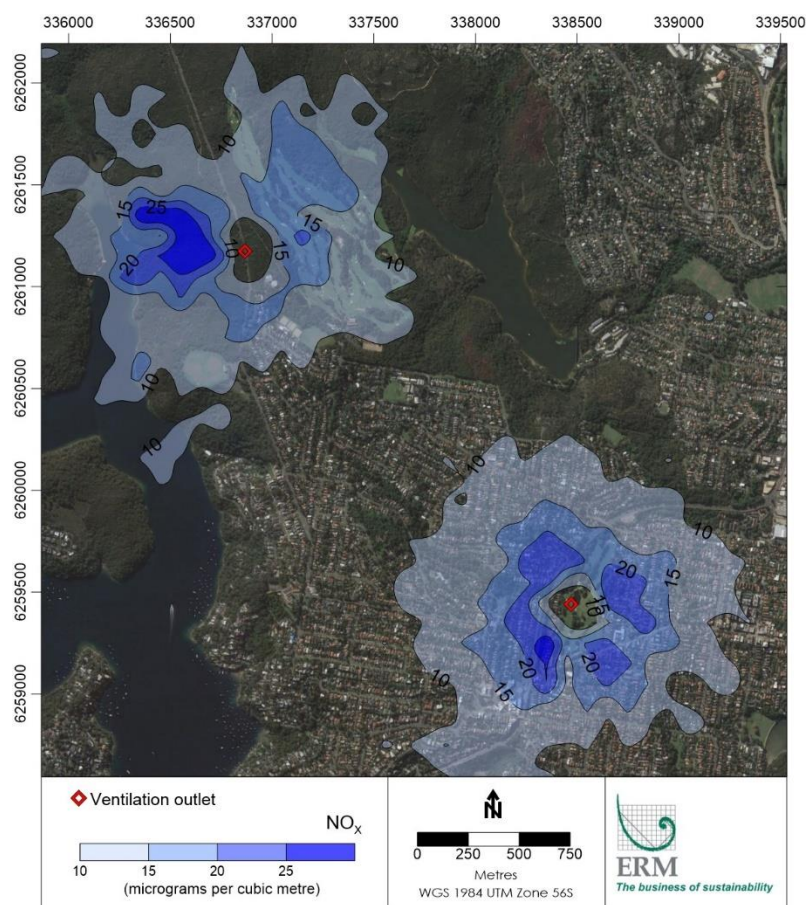 336000 336500 337000 337500 338000 338500 339000 339500
6262000
6261500
6261000
6260500
6260000
6259500
6259000
10
15
25
10
15
15
20
10
10
10
10
10
20
15
15
10
10
20
20
15
Ventilation outlet
NOX
10 15 20 25
(micrograms per cubic metre)
N
0 250 500 750
Metres
WGS 1984 UTM Zone 56S
ERM
The business of sustainability